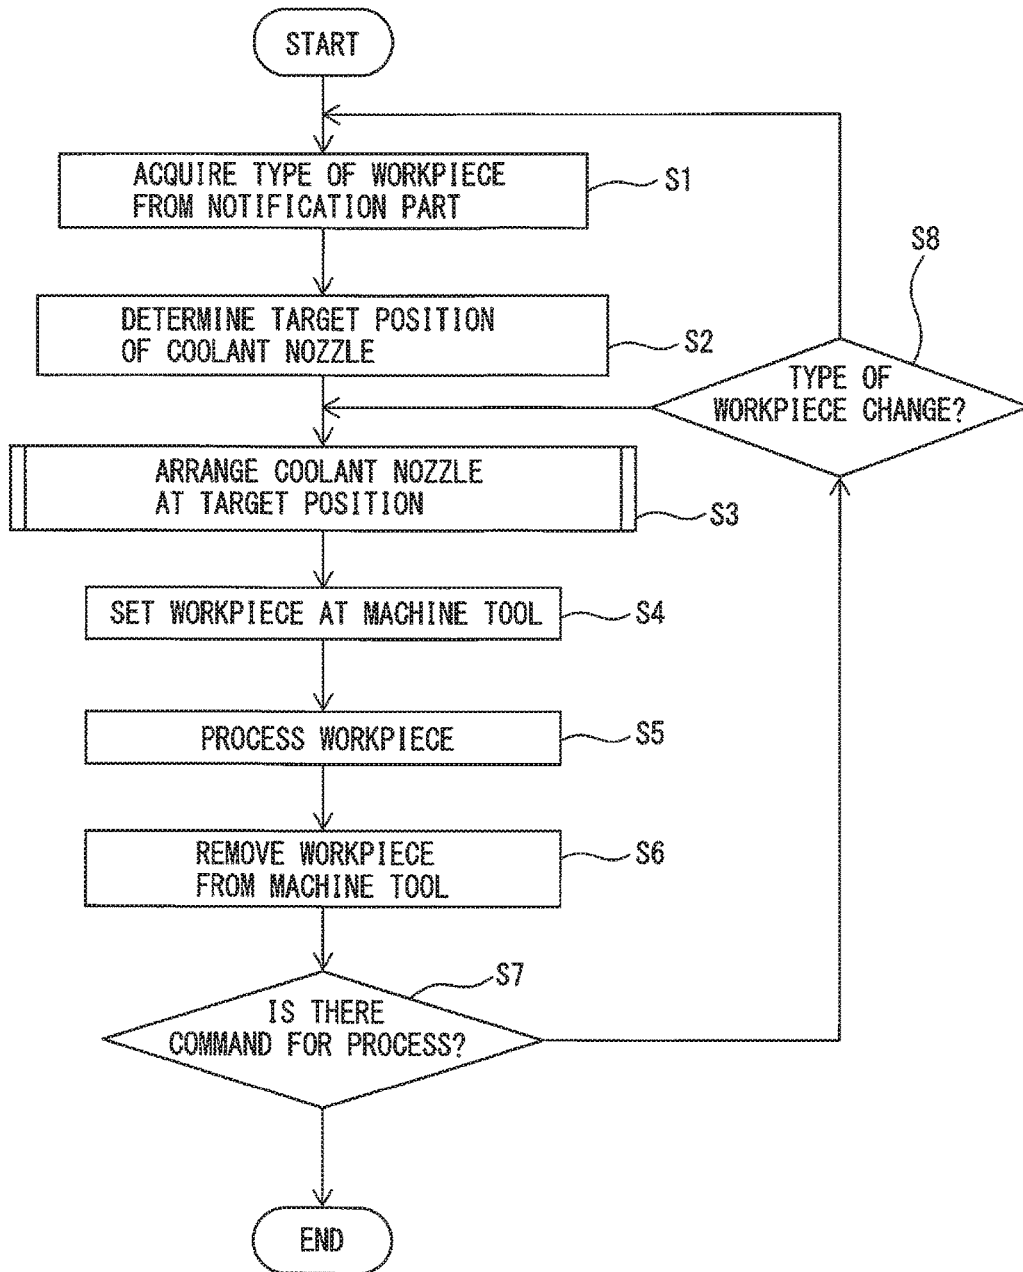 START
ACQUIRE TYPE OF WORKPIECE
FROM NOTIFICATION PART
S1
S8
DETERMINE TARGET POSITION
OF COOLANT NOZZLE
S2
TYPE OF
WORKPIECE CHANGE?
ARRANGE COOLANT NOZZLE
AT TARGET POSITION
S3
SET WORKPIECE AT MACHINE TOOL
S4
PROCESS WORKPIECE
S5
REMOVE WORKPIECE
FROM MACHINE TOOL
S6
S7
IS THERE
COMMAND FOR PROCESS?
END